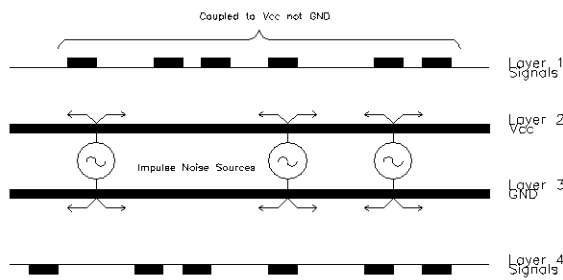 Coupled to Vcc not GND
Layer 1
Signals
Layer 2
Vcc
Impulse Noise Sources
Layer 3
GND
Layer 4
Signals